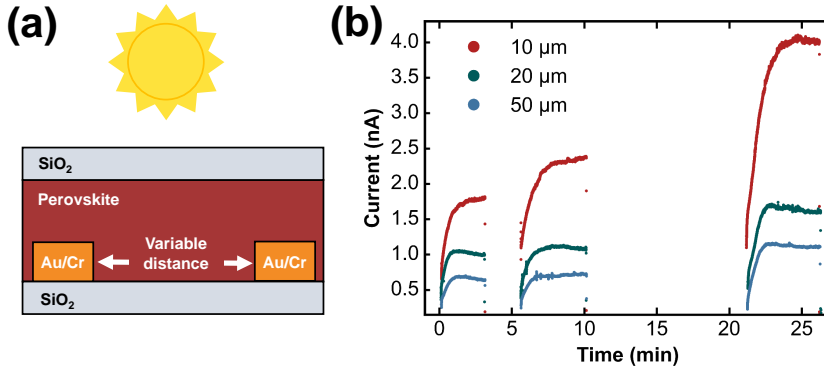 (a)
SiO2
Perovskite
Variable
distance
Au/Cr
Au/Cr
SiO2
(b)
10 µm
20 µm
50 µm
Current (nA)
4.0
3.5
3.0
2.5
2.0
1.5
1.0
0.5
0
5
10
15
20
25
Time (min)